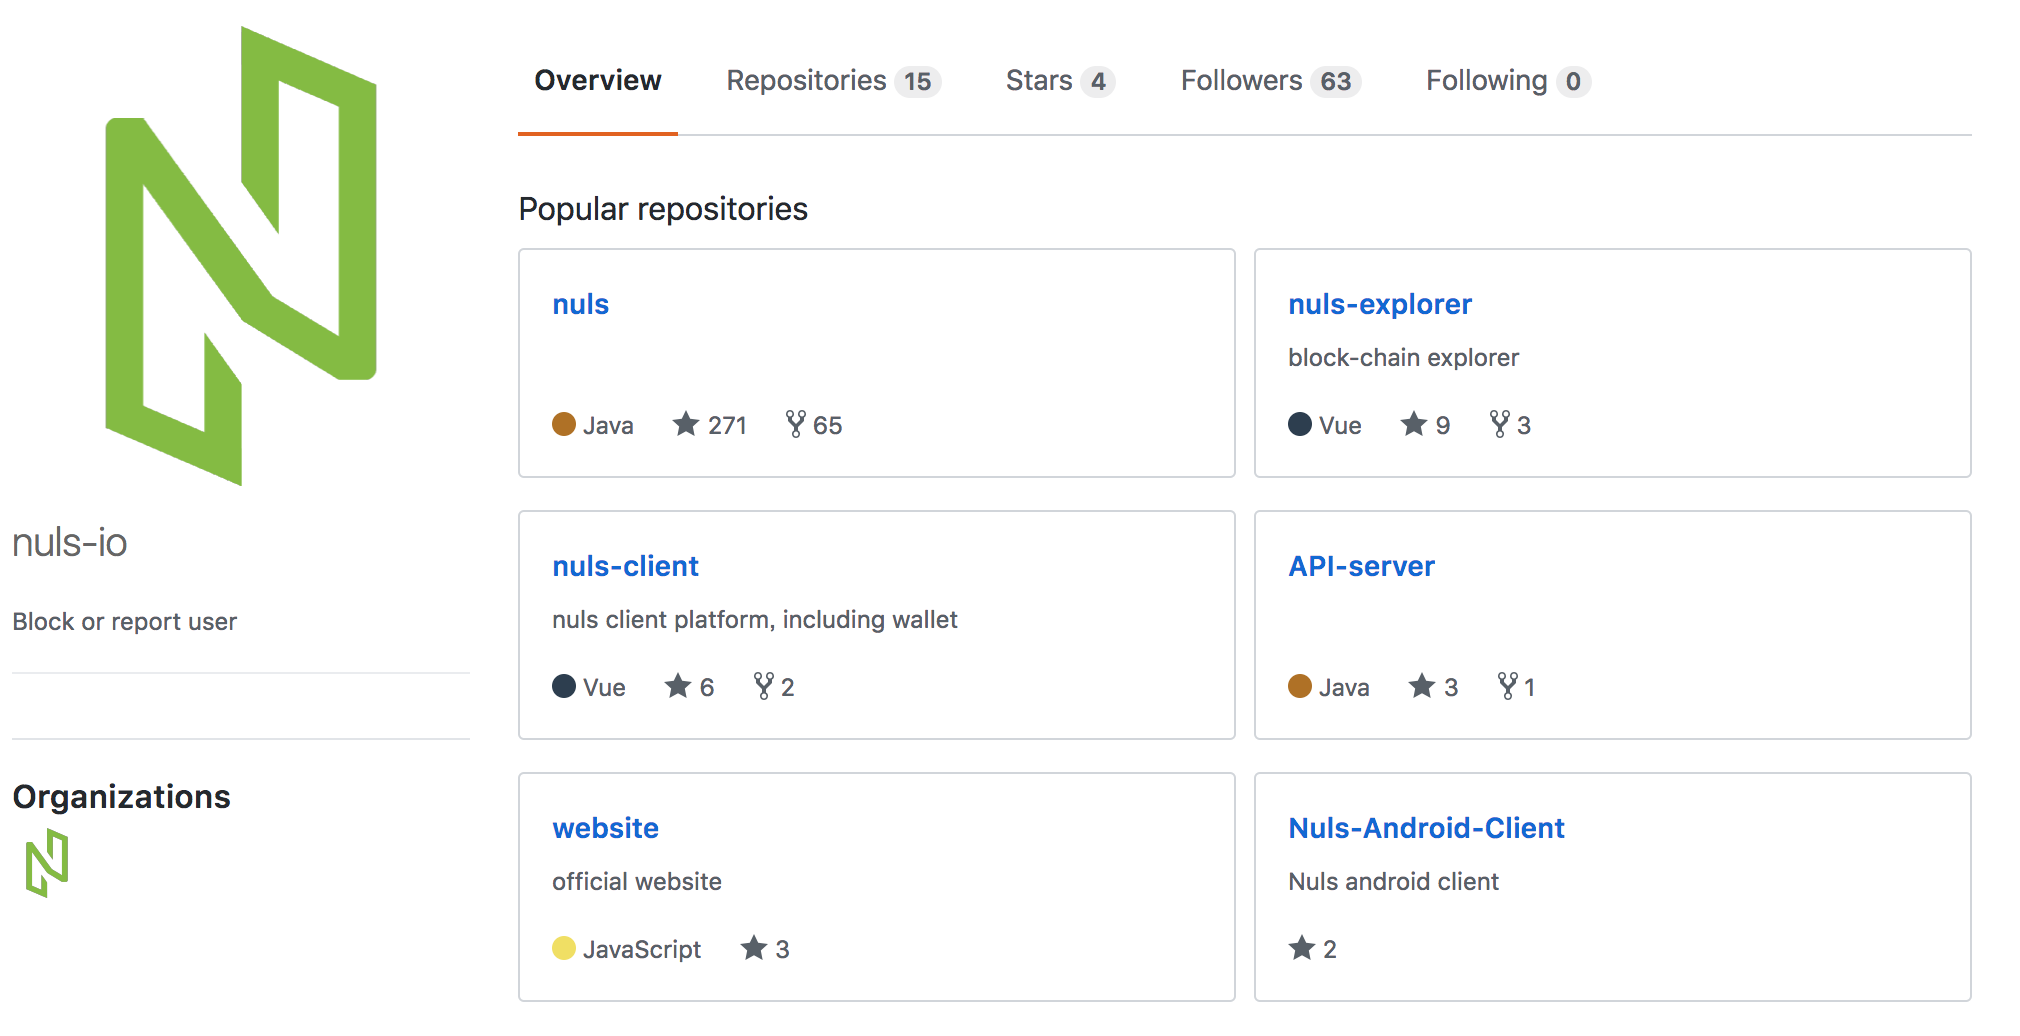 Overview Repositories 15 Stars 4 Followers 63 Following 0
Popular repositories
nuls
Java 271 65
nuls-explorer
block-chain explorer
Vue 9 3
nuls-client
nuls client platform, including wallet
Vue 6 2
API-server
Java 3 1
website
official website
JavaScript 3
Nuls-Android-Client
Nuls android client
2
nuls-io
Block or report user
Organizations